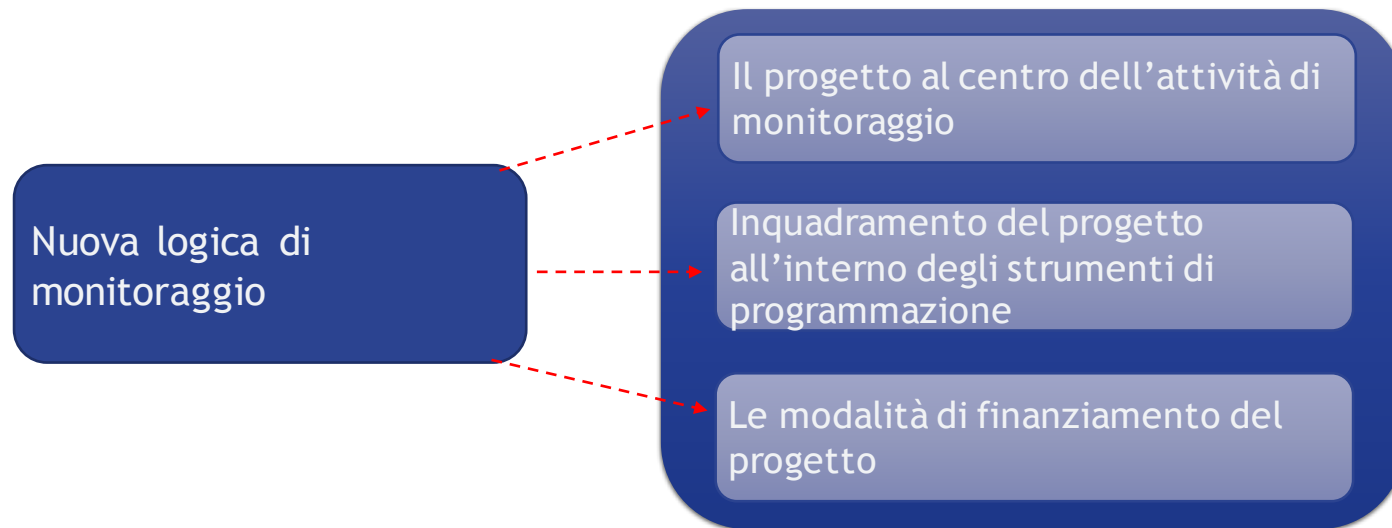 Nuova logica di
monitoraggio
Il progetto al centro dell’attività di
monitoraggio
Inquadramento del progetto
all’interno degli strumenti di
programmazione
Le modalità di finanziamento del
progetto